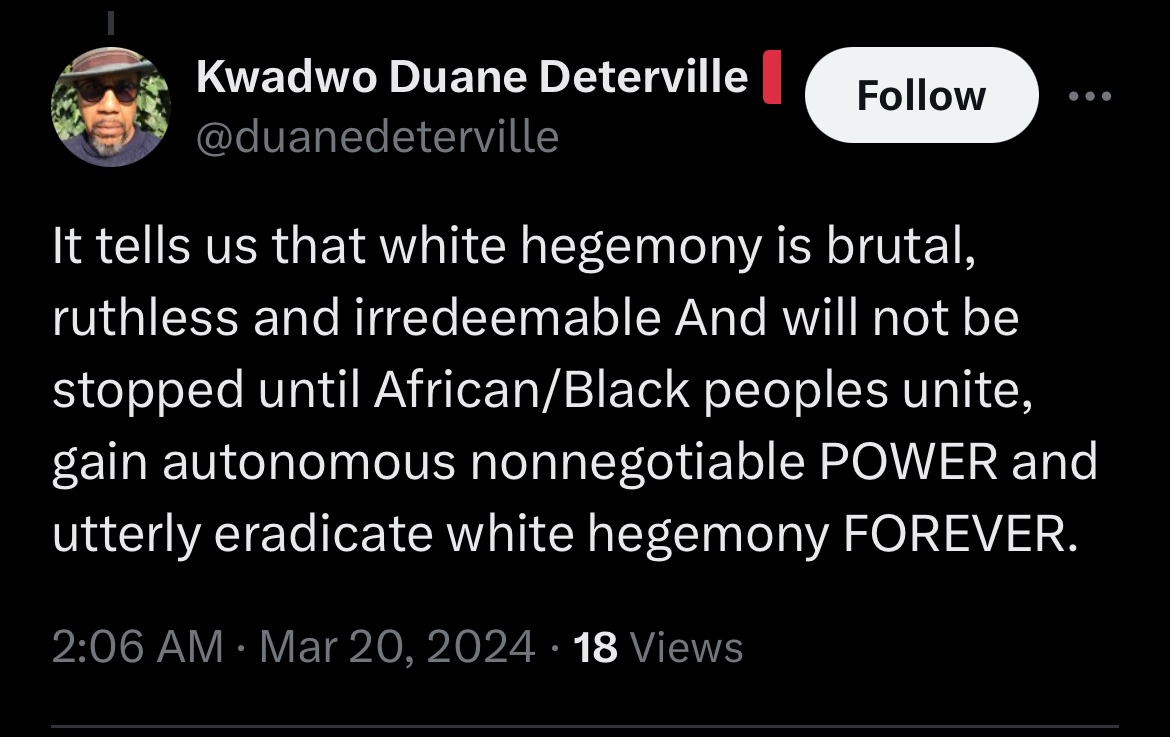 Kwadwo Duane Deterville
Follow
@duanedeterville
It tells us that white hegemony is brutal,
ruthless and irredeemable And will not be
stopped until African/Black peoples unite,
gain autonomous nonnegotiable POWER and
utterly eradicate white hegemony FOREVER.
2:06 AM · Mar 20, 2024 · 18 Views